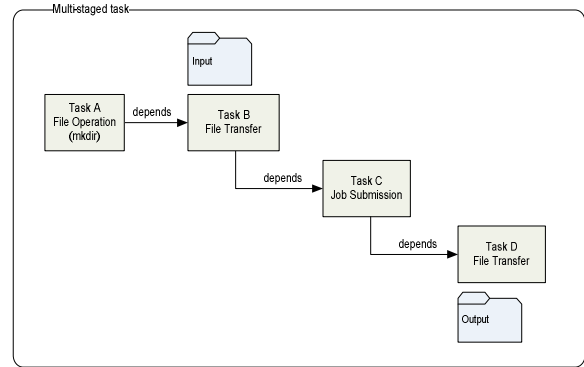 Multi-staged task
Input
Task A
File Operation
(mkdir)
depends
Task B
File Transfer
depends
Task C
Job Submission
depends
Task D
File Transfer
Output